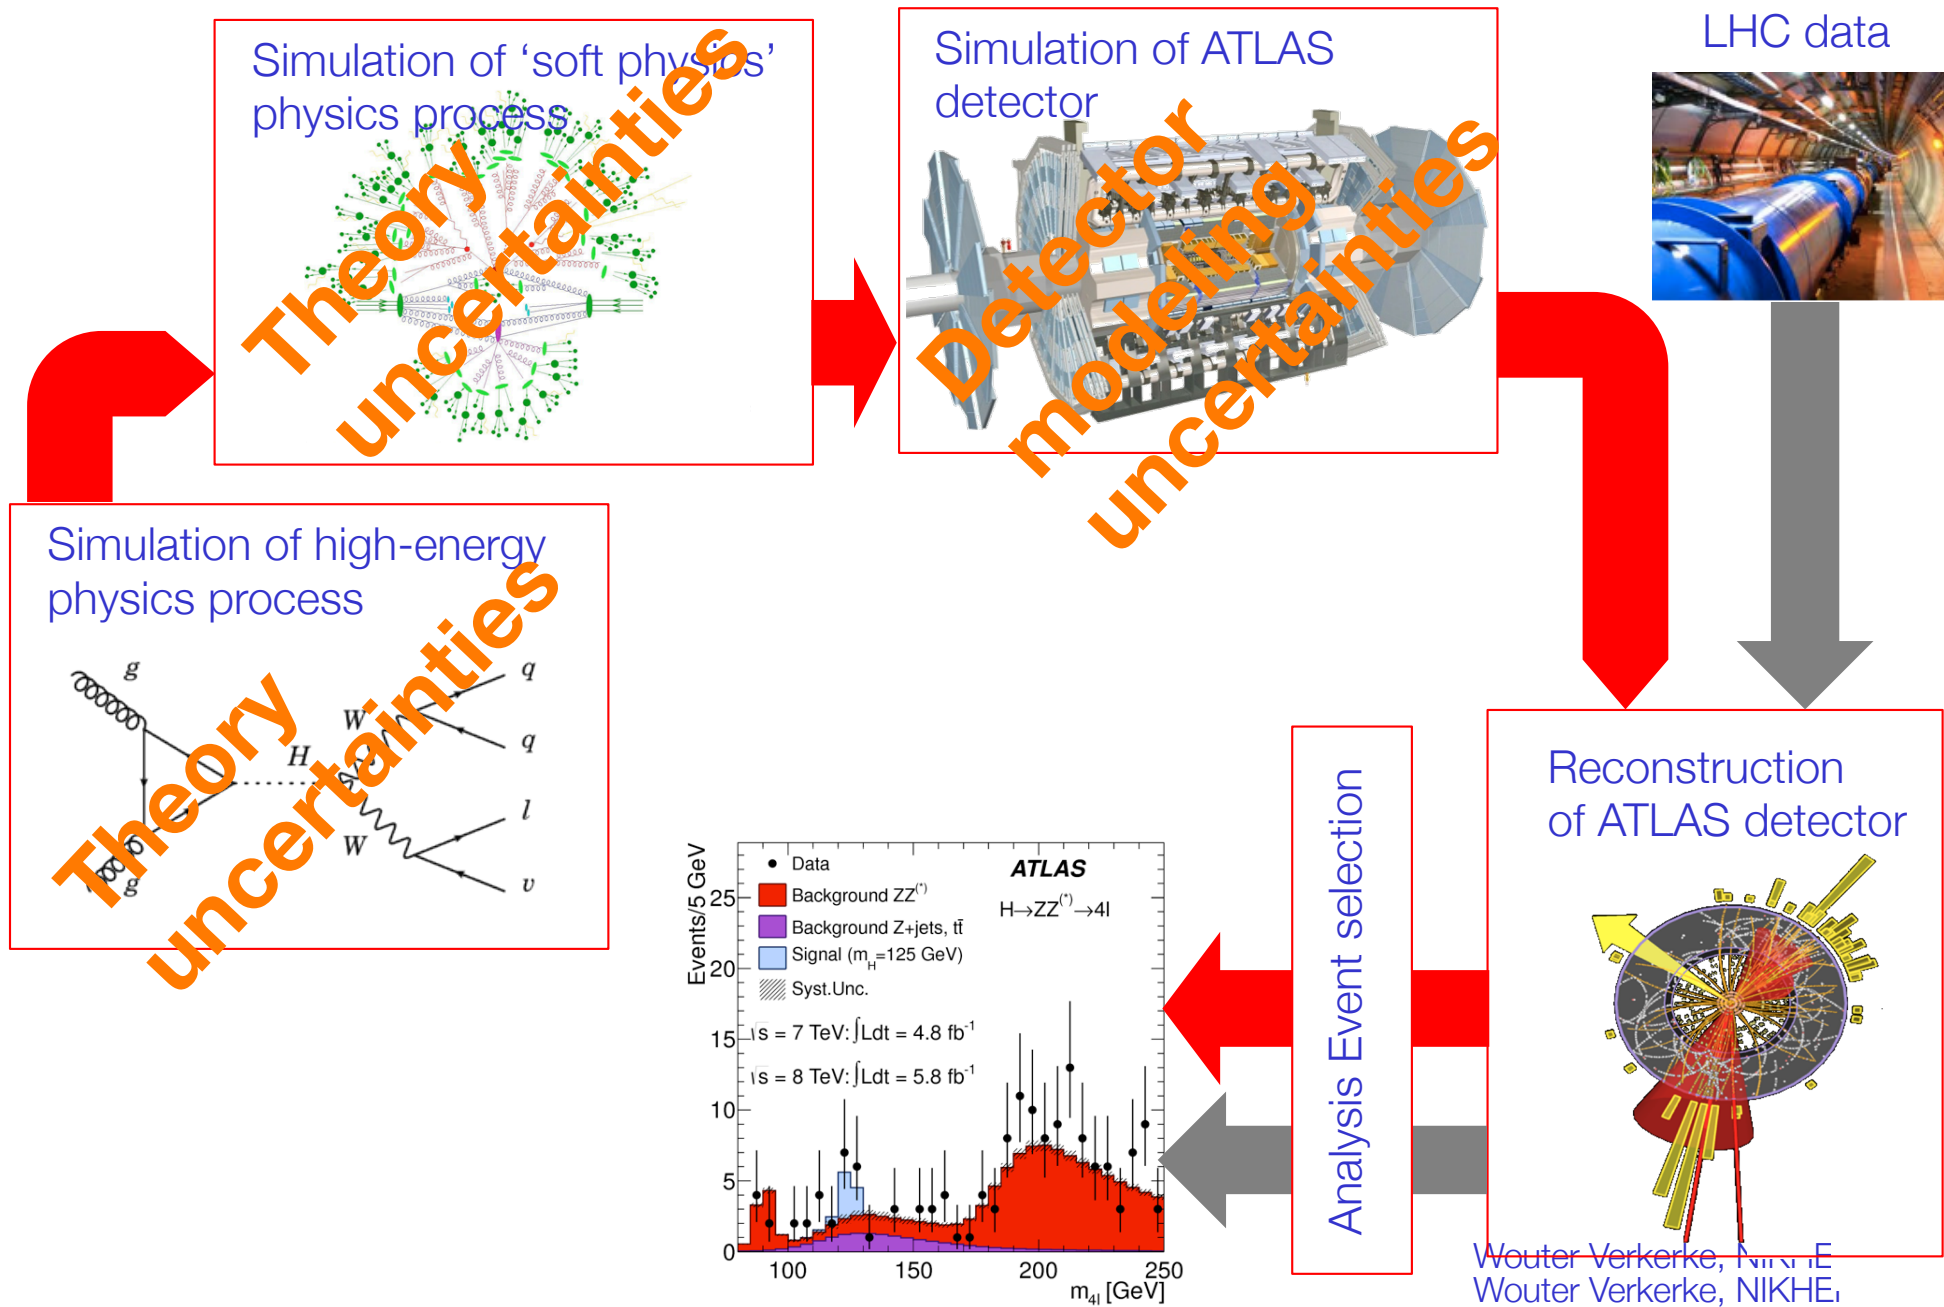 Simulation of ‘soft physics’
physics process
Theory
uncertainties
Simulation of ATLAS
detector
Detector
modeling
uncertainties
LHC data
Simulation of high-energy
physics process
Theory
uncertainties
g
g
H
W
W
q
q
l
ν
Reconstruction
of ATLAS detector
Analysis Event selection
Events/5 GeV
Data
Background ZZ(*)
Background Z+jets, tt̄
Signal (mH=125 GeV)
Syst.Unc.
ATLAS
H→ZZ(*)→4l
√s = 7 TeV: ∫Ldt = 4.8 fb-1
√s = 8 TeV: ∫Ldt = 5.8 fb-1
25
20
15
10
5
0
100 150 200 250
m4l [GeV]
Wouter Verkerke,
Wouter Verkerke,